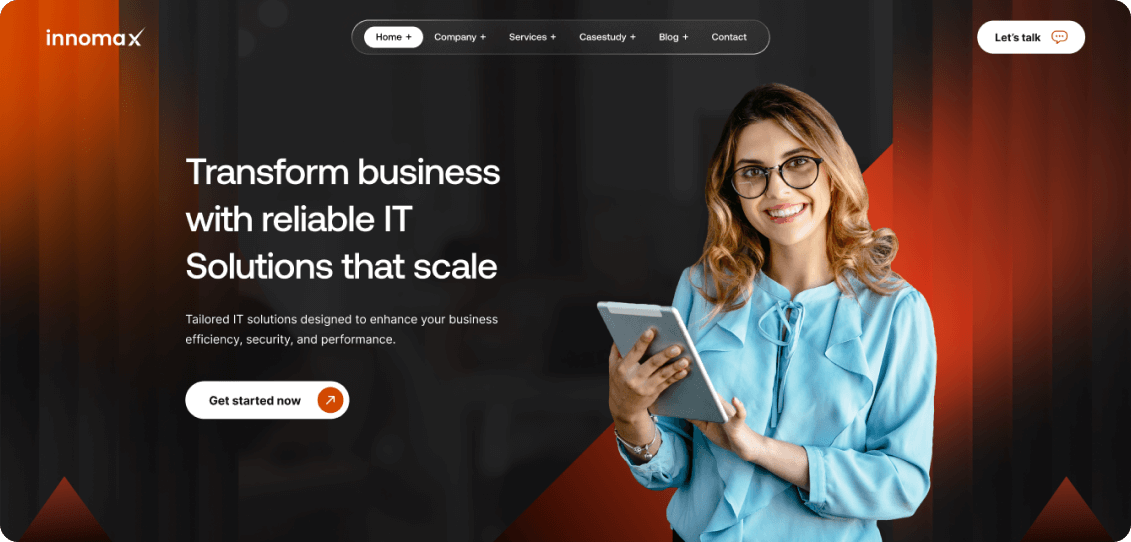 innomax
Home +
Company +
Services +
Casestudy +
Blog +
Contact
Let's talk
Transform business
with reliable IT
Solutions that scale
Tailored IT solutions designed to enhance your business
efficiency, security, and performance.
Get started now